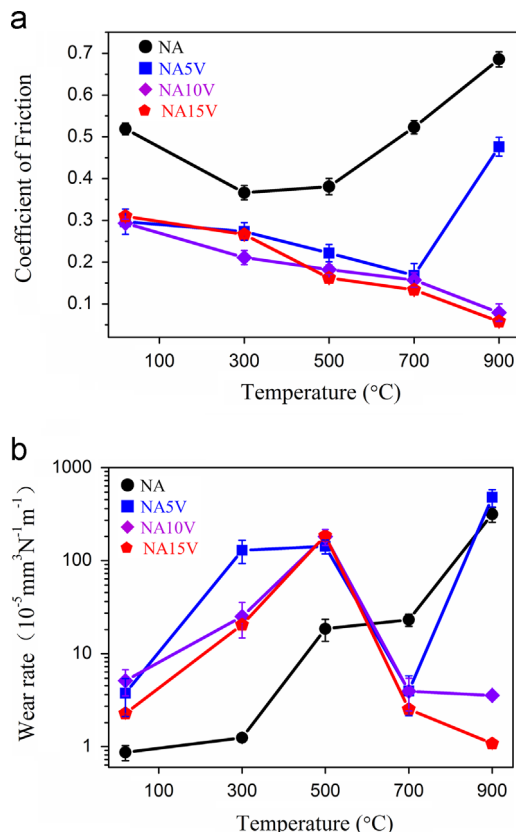 a
NA
NA5V
NA10V
NA15V
0.7
0.6
0.5
0.4
0.3
0.2
0.1
Coefficient of Friction
100
300
500
700
900
Temperature (°C)
b
NA
NA5V
NA10V
NA15V
1000
100
10
1
Wear rate（10⁻⁵mm³N⁻¹m⁻¹）
100
300
500
700
900
Temperature (°C)